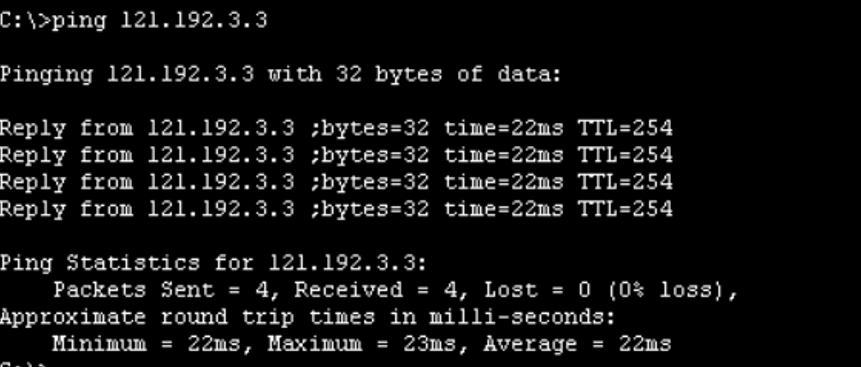 C:\>ping 121.192.3.3
Pinging 121.192.3.3 with 32 bytes of data:
Reply from 121.192.3.3 ;bytes=32 time=22ms TTL=254
Reply from 121.192.3.3 ;bytes=32 time=22ms TTL=254
Reply from 121.192.3.3 ;bytes=32 time=22ms TTL=254
Reply from 121.192.3.3 ;bytes=32 time=22ms TTL=254
Ping Statistics for 121.192.3.3:
Packets Sent = 4, Received = 4, Lost = 0 (0% loss),
Approximate round trip times in milli-seconds:
Minimum = 22ms, Maximum = 23ms, Average = 22ms